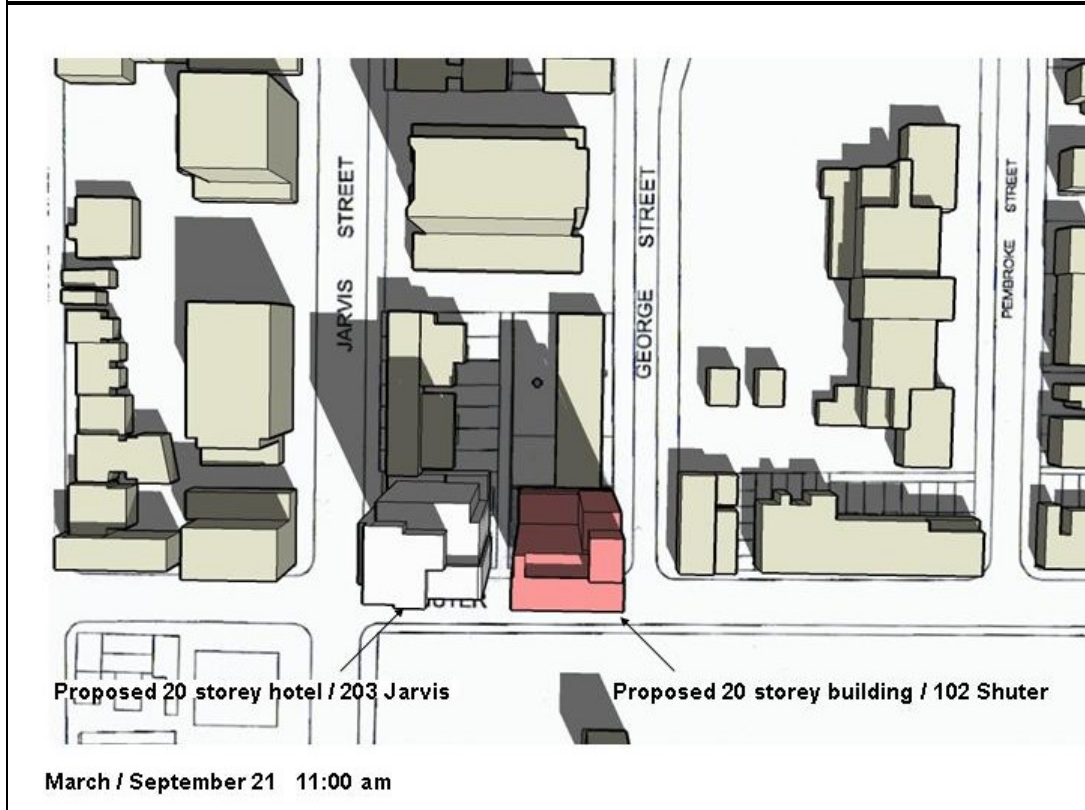 JARVIS STREET
GEORGE STREET
PEMBROKE STREET
Proposed 20 storey hotel / 203 Jarvis
Proposed 20 storey building / 102 Shuter
March / September 21 11:00 am